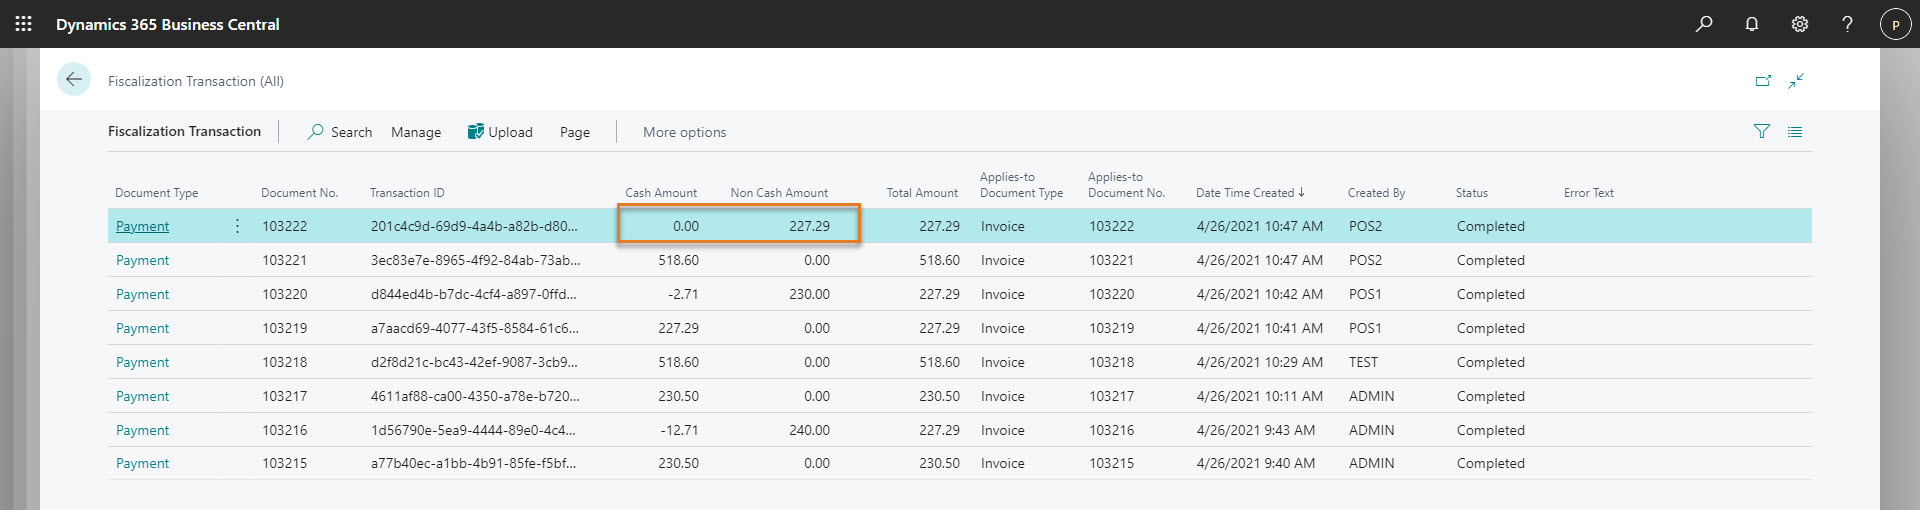 Dynamics 365 Business Central
P
Fiscalization Transaction (All)
Fiscalization Transaction Search Manage Upload Page More options
Document Type Document No. Transaction ID Cash Amount Non Cash Amount Total Amount Applies-to Document Type Applies-to Document No. Date Time Created ↓ Created By Status Error Text
Payment 103222 201c4c9d-69d9-4a4b-a82b-d80... 0.00 227.29 227.29 Invoice 103222 4/26/2021 10:47 AM POS2 Completed
Payment 103221 3ec83e7e-8965-4f92-84ab-73ab... 518.60 0.00 518.60 Invoice 103221 4/26/2021 10:47 AM POS2 Completed
Payment 103220 d844ed4b-b7dc-4cf4-a897-0ffd... -2.71 230.00 227.29 Invoice 103220 4/26/2021 10:42 AM POS1 Completed
Payment 103219 a7aacd69-4077-43f5-8584-61c6... 227.29 0.00 227.29 Invoice 103219 4/26/2021 10:41 AM POS1 Completed
Payment 103218 d2f8d21c-bc43-42ef-9087-3cb9... 518.60 0.00 518.60 Invoice 103218 4/26/2021 10:29 AM TEST Completed
Payment 103217 4611af88-ca00-4350-a78e-b720... 230.50 0.00 230.50 Invoice 103217 4/26/2021 10:11 AM ADMIN Completed
Payment 103216 1d56790e-5ea9-4444-89e0-4c4... -12.71 240.00 227.29 Invoice 103216 4/26/2021 9:43 AM ADMIN Completed
Payment 103215 a77b40ec-a1bb-4b91-85fe-f5bf... 230.50 0.00 230.50 Invoice 103215 4/26/2021 9:40 AM ADMIN Completed